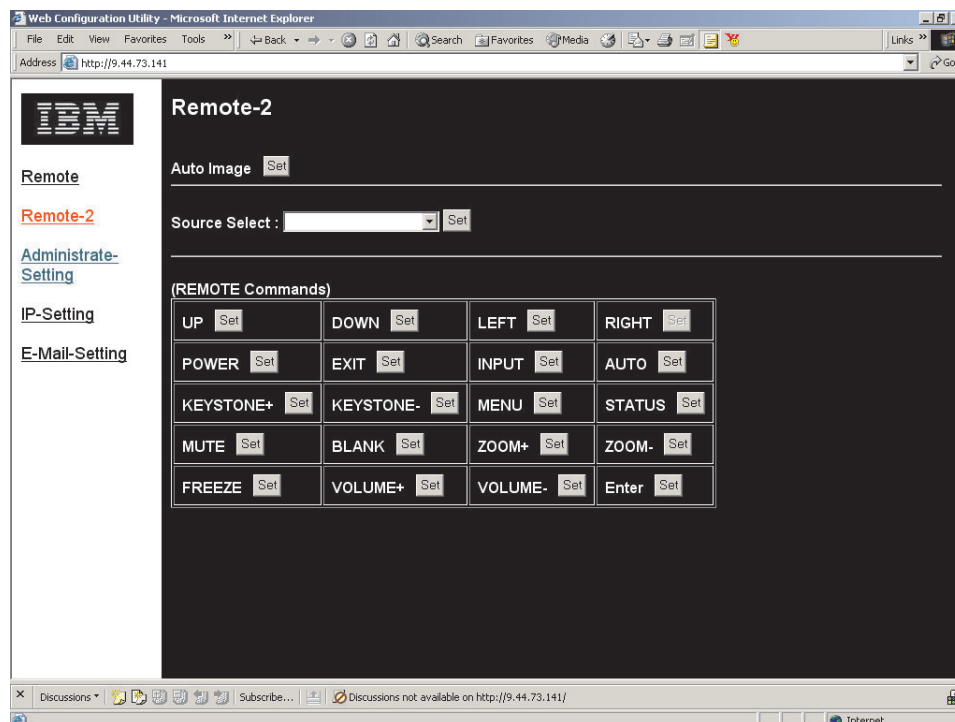 Web Configuration Utility - Microsoft Internet Explorer
File Edit View Favorites Tools » Back Search Favorites Media Links »
Address http://9.44.73.141 Go
IBM
Remote
Remote-2
Administrate-
Setting
IP-Setting
E-Mail-Setting
Remote-2
Auto Image Set
Source Select : Set
(REMOTE Commands)
UP Set DOWN Set LEFT Set RIGHT Set
POWER Set EXIT Set INPUT Set AUTO Set
KEYSTONE+ Set KEYSTONE- Set MENU Set STATUS Set
MUTE Set BLANK Set ZOOM+ Set ZOOM- Set
FREEZE Set VOLUME+ Set VOLUME- Set Enter Set
Discussions Subscribe... Discussions not available on http://9.44.73.141/
Internet